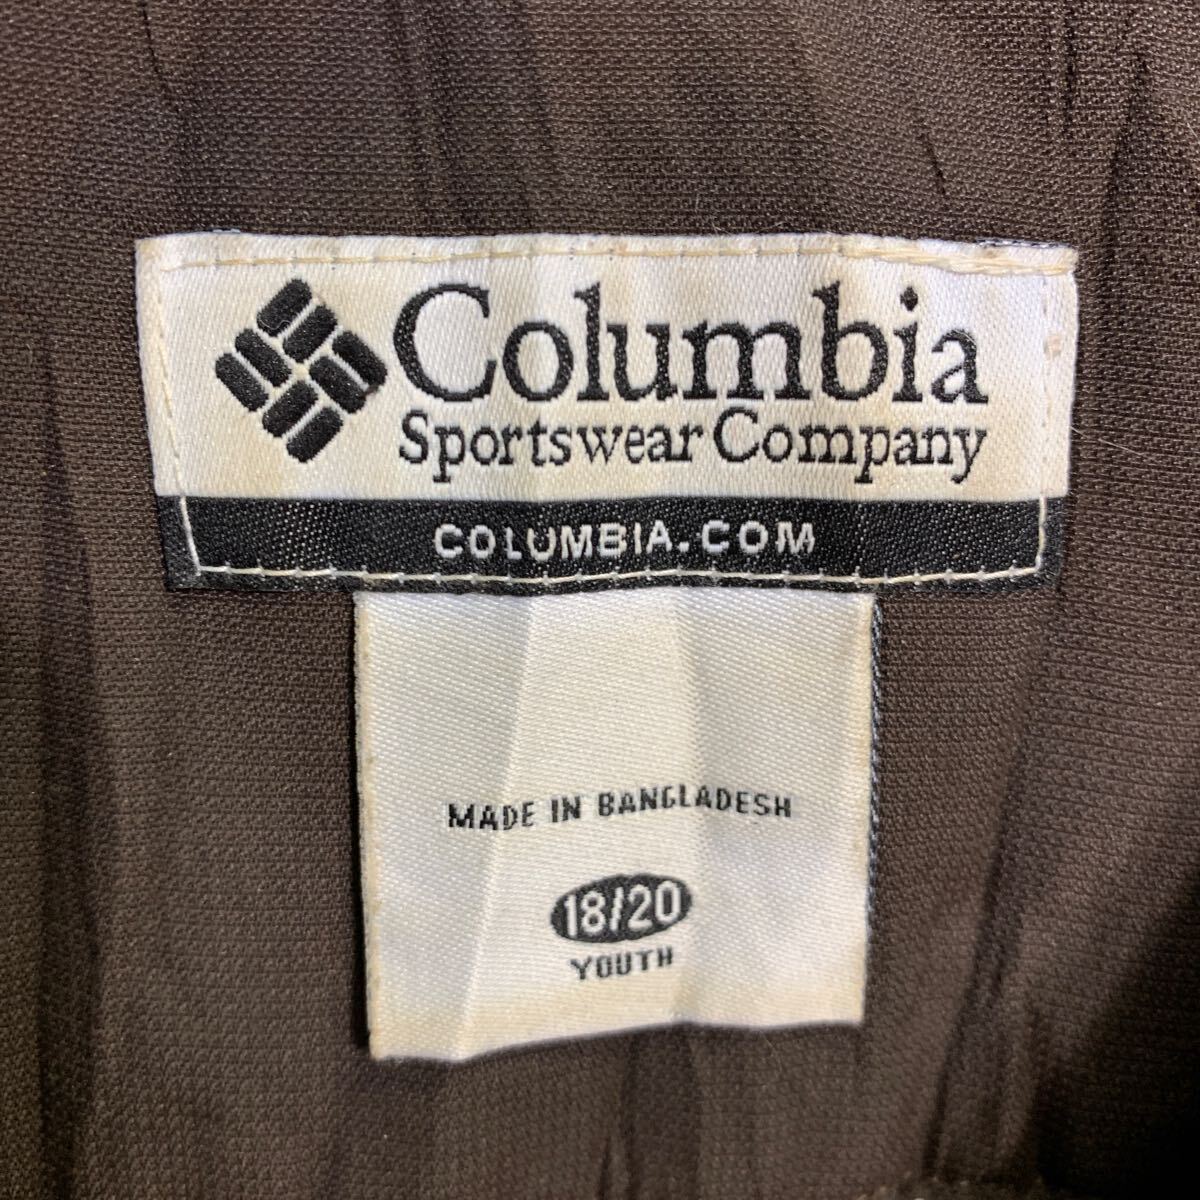 Columbia
Sportswear Company
COLUMBIA.COM
MADE IN BANGLADESH
18/20
YOUTH